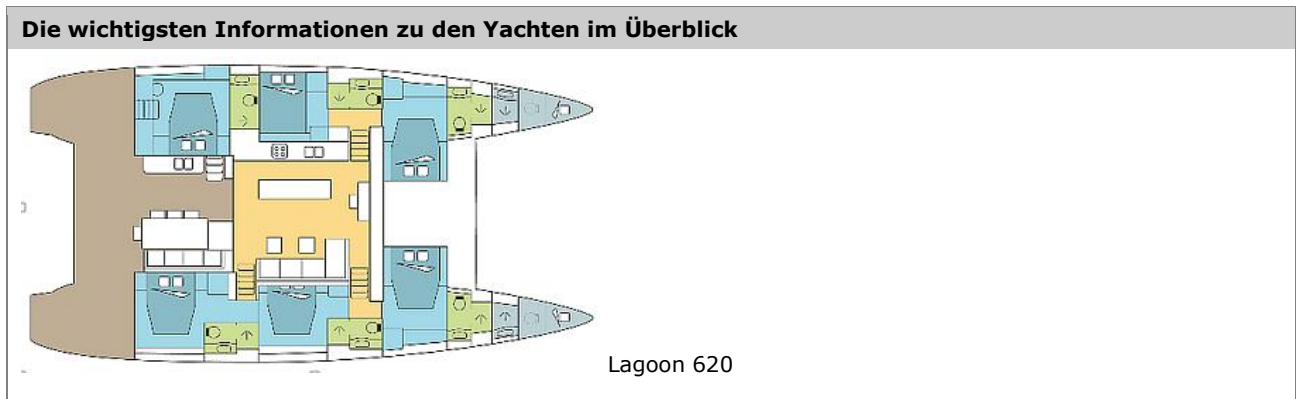 Die wichtigsten Informationen zu den Yachten im Überblick
Lagoon 620